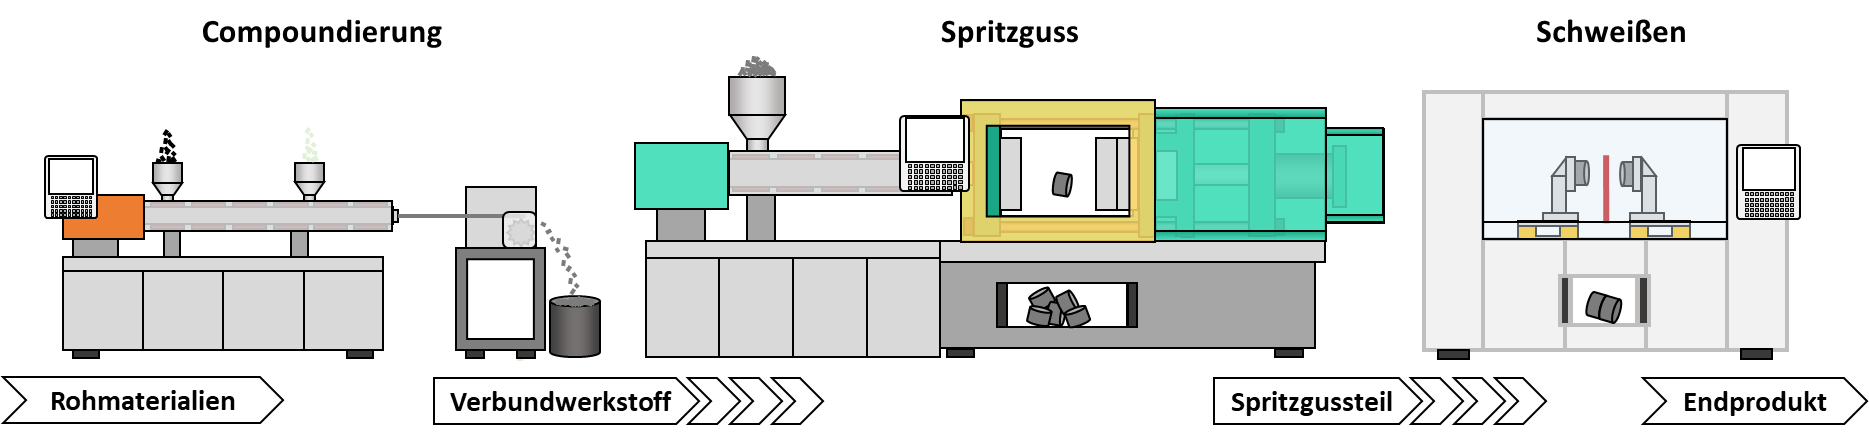 Compoundierung
Spritzguss
Schweißen
Rohmaterialien
Verbundwerkstoff
Spritzgussteil
Endprodukt